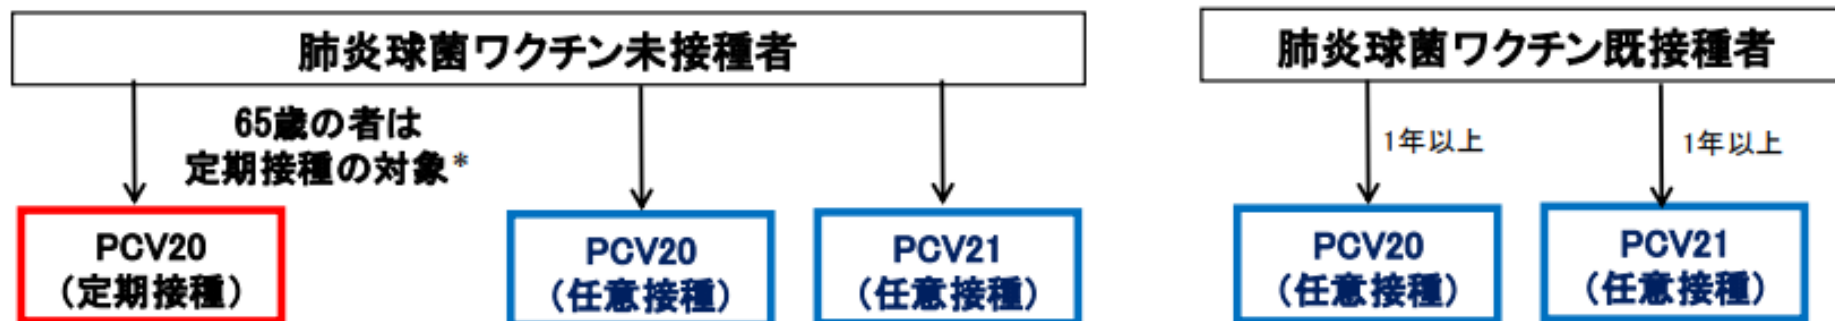 肺炎球菌ワクチン未接種者
65歳の者は
定期接種の対象*
PCV20
(定期接種)
PCV20
(任意接種)
PCV21
(任意接種)
肺炎球菌ワクチン既接種者
1年以上
1年以上
PCV20
(任意接種)
PCV21
(任意接種)